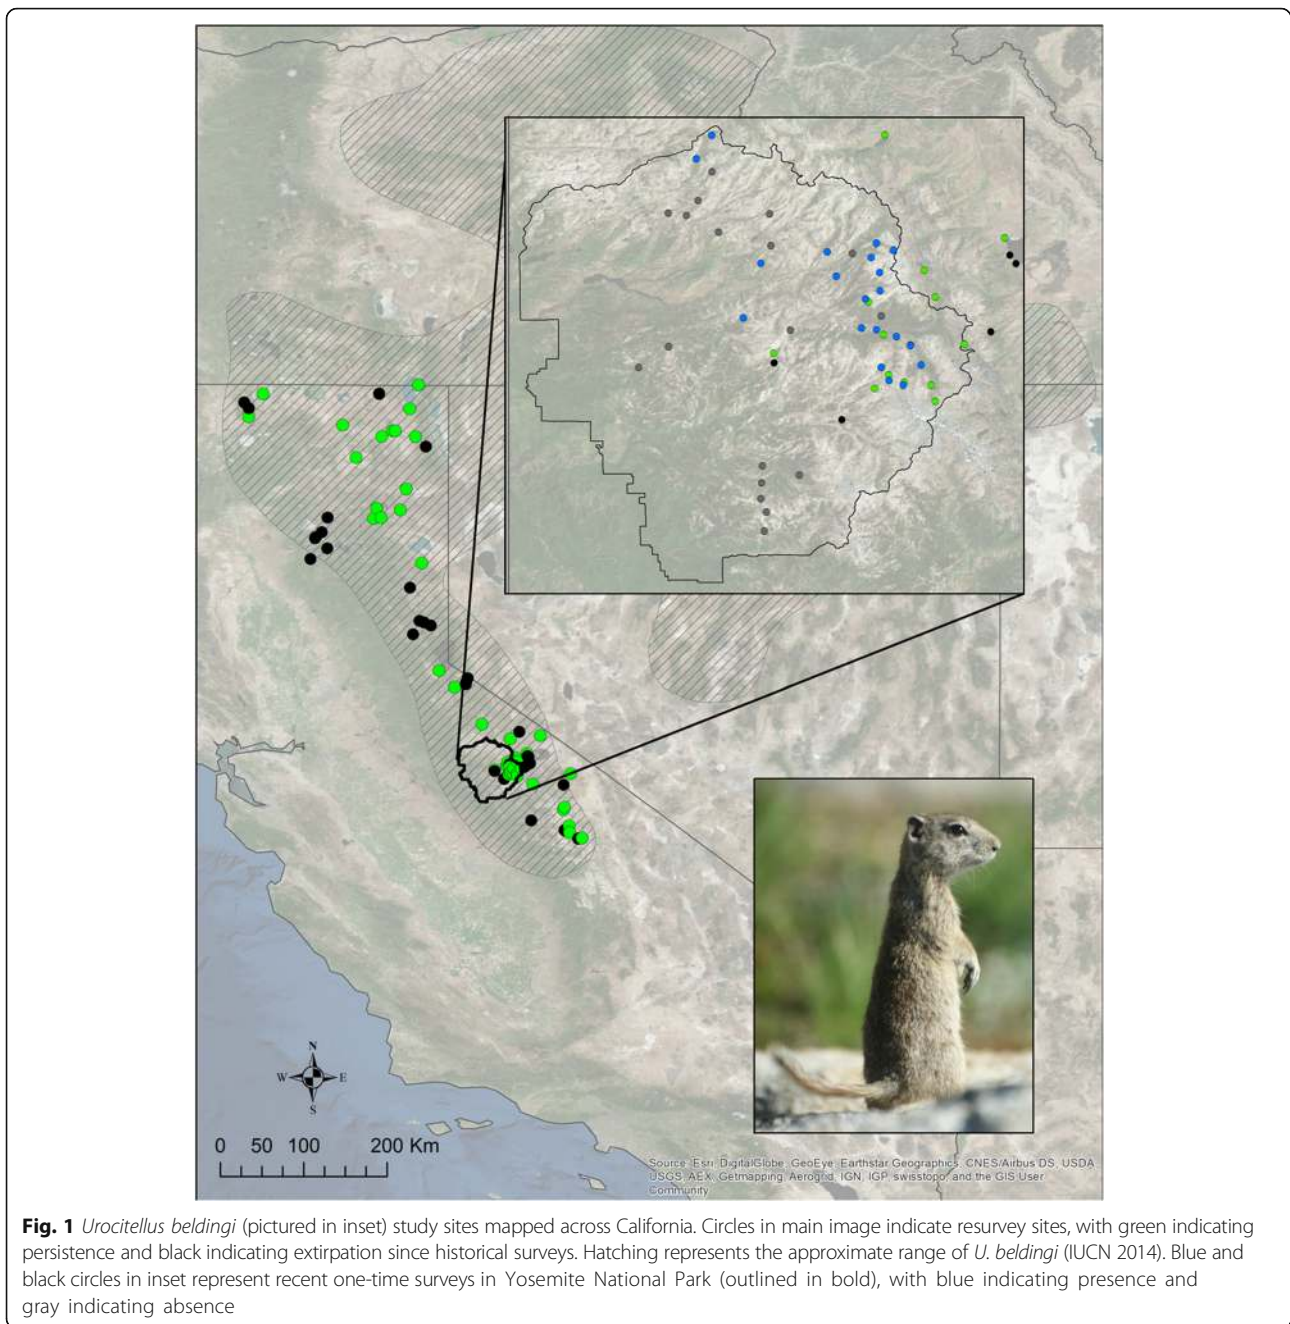 N
W E
S
0 50 100 200 Km
Source: Esri, DigitalGlobe, GeoEye, Earthstar Geographics, CNES/Airbus DS, USDA,
USGS, AEX, Getmapping, Aerogrid, IGN, IGP, swisstopo, and the GIS User
Community
Fig. 1 Urocitellus beldingi (pictured in inset) study sites mapped across California. Circles in main image indicate resurvey sites, with green indicating
persistence and black indicating extirpation since historical surveys. Hatching represents the approximate range of U. beldingi (IUCN 2014). Blue and
black circles in inset represent recent one-time surveys in Yosemite National Park (outlined in bold), with blue indicating presence and
gray indicating absence